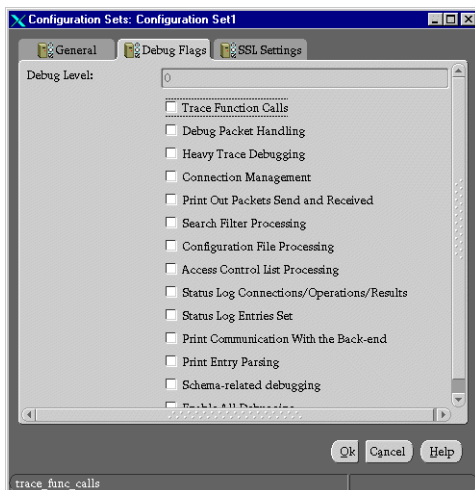 Configuration Sets: Configuration Set1
General
Debug Flags
SSL Settings
Debug Level:
0
Trace Function Calls
Debug Packet Handling
Heavy Trace Debugging
Connection Management
Print Out Packets Send and Received
Search Filter Processing
Configuration File Processing
Access Control List Processing
Status Log Connections/Operations/Results
Status Log Entries Set
Print Communication With the Back-end
Print Entry Parsing
Schema-related debugging
Enable All Debugging
Ok
Cancel
Help
trace_func_calls